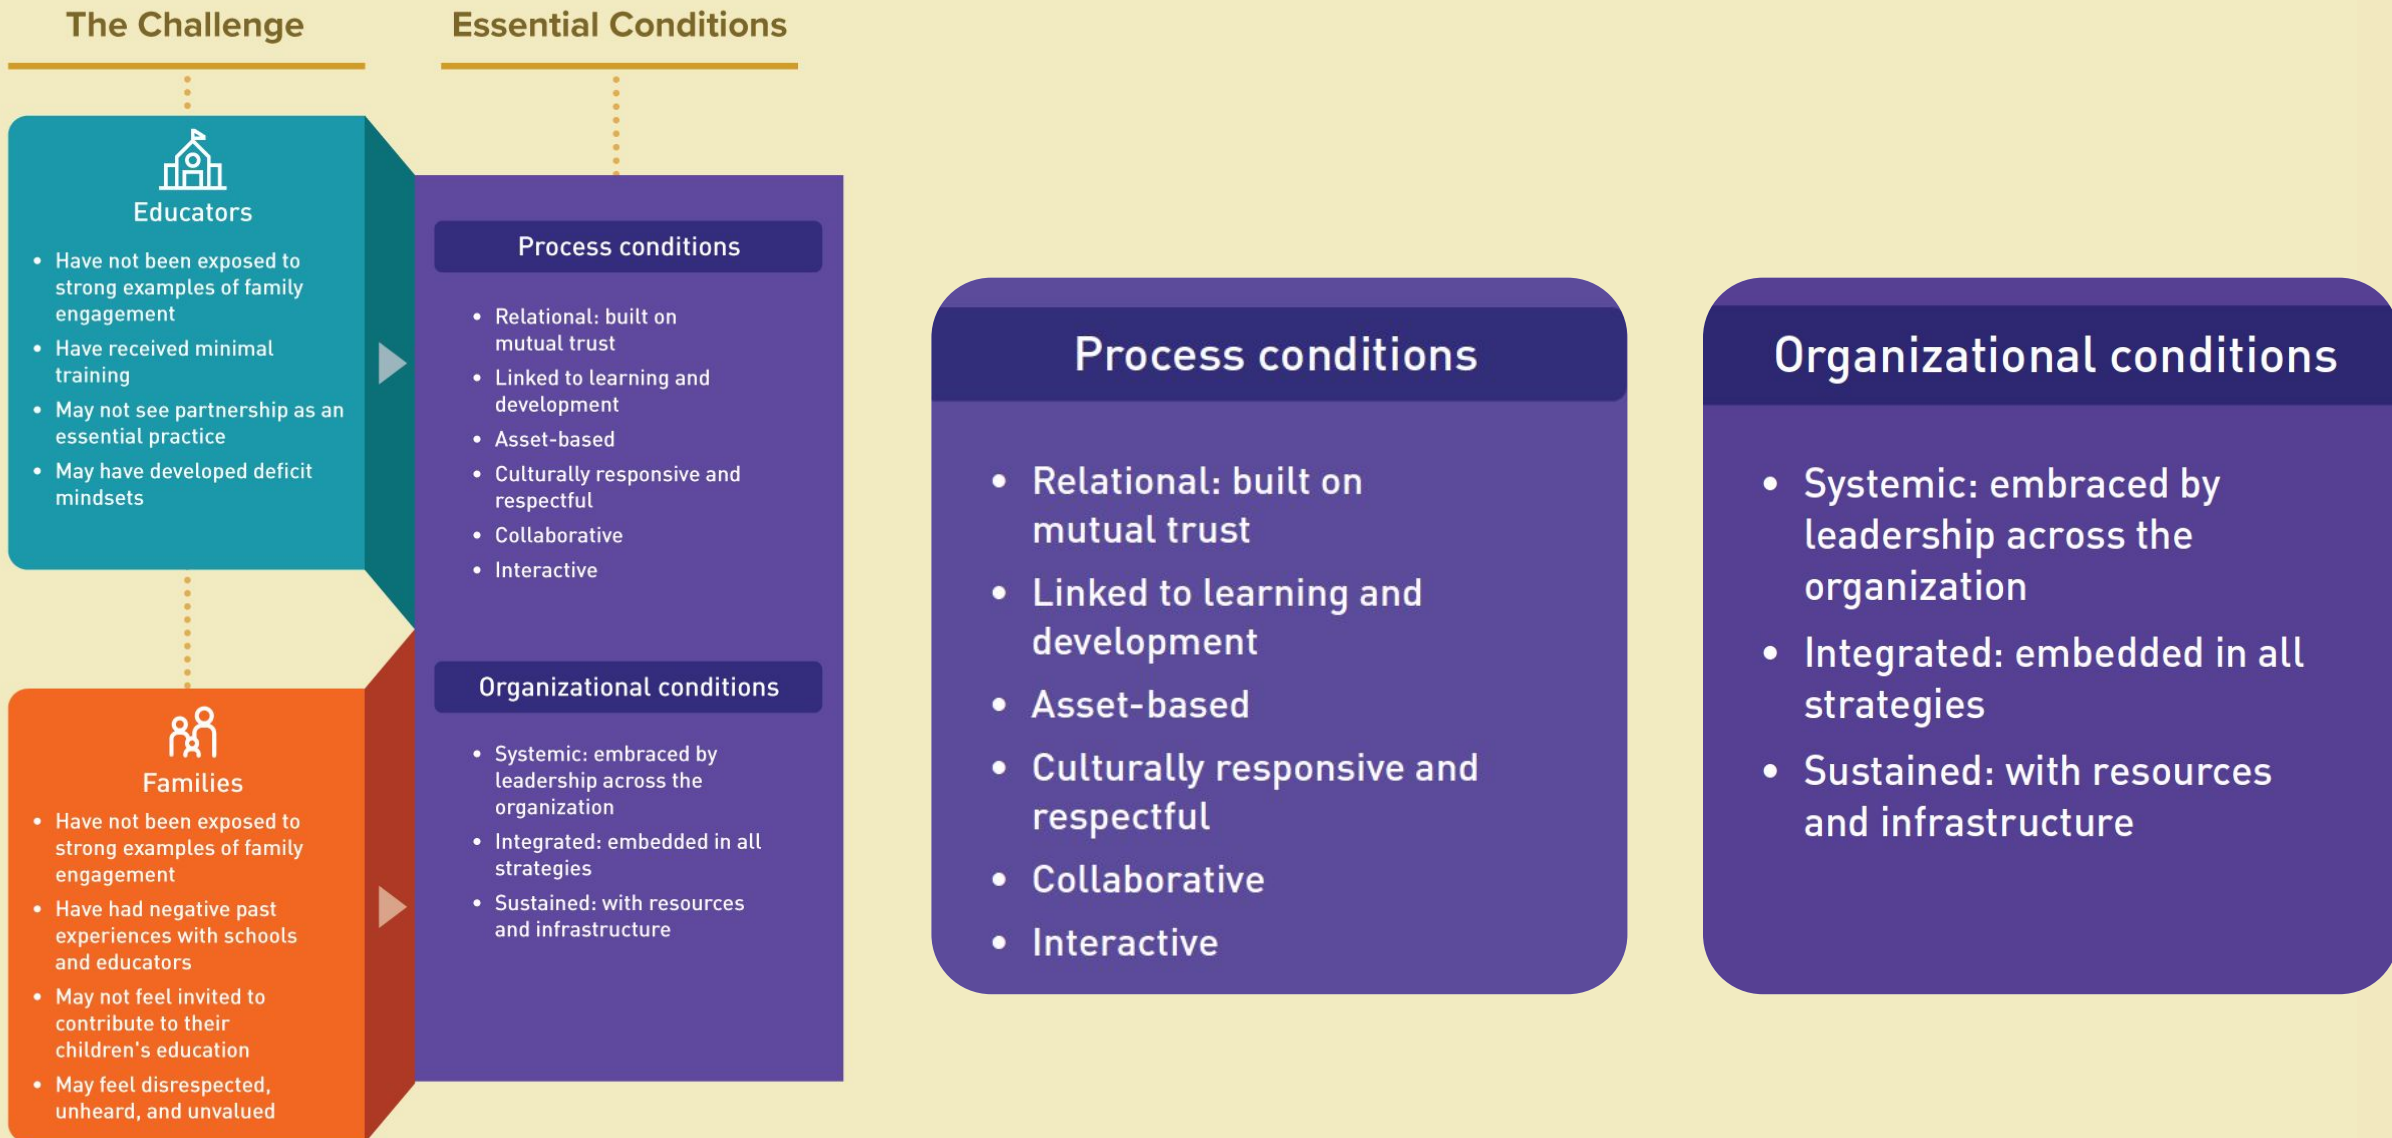 The Challenge
Educators
• Have not been exposed to
strong examples of family
engagement
• Have received minimal
training
• May not see partnership as an
essential practice
• May have developed deficit
mindsets
Families
• Have not been exposed to
strong examples of family
engagement
• Have had negative past
experiences with schools
and educators
• May not feel invited to
contribute to their
children's education
• May feel disrespected,
unheard, and unvalued
Essential Conditions
Process conditions
• Relational: built on
mutual trust
• Linked to learning and
development
• Asset-based
• Culturally responsive and
respectful
• Collaborative
• Interactive
Organizational conditions
• Systemic: embraced by
leadership across the
organization
• Integrated: embedded in all
strategies
• Sustained: with resources
and infrastructure
Process conditions
• Relational: built on
mutual trust
• Linked to learning and
development
• Asset-based
• Culturally responsive and
respectful
• Collaborative
• Interactive
Organizational conditions
• Systemic: embraced by
leadership across the
organization
• Integrated: embedded in all
strategies
• Sustained: with resources
and infrastructure